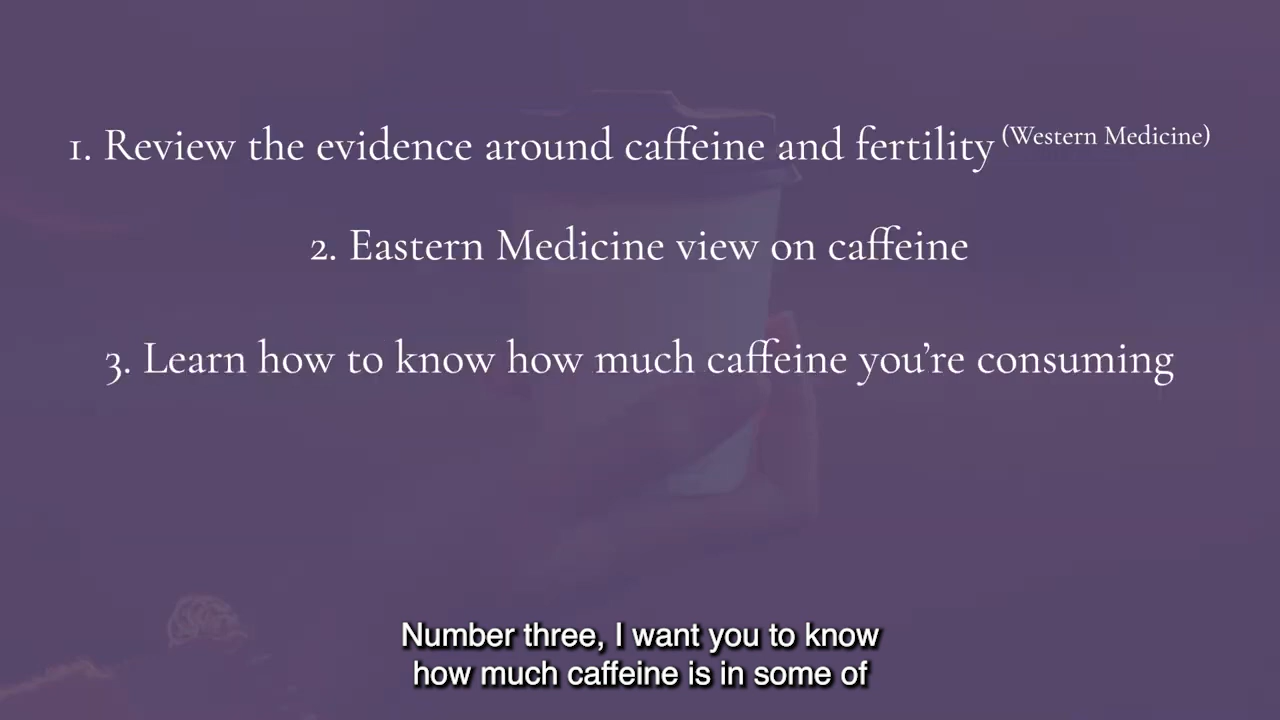 1. Review the evidence around caffeine and fertility (Western Medicine)
2. Eastern Medicine view on caffeine
3. Learn how to know how much caffeine you’re consuming
Number three, I want you to know
how much caffeine is in some of